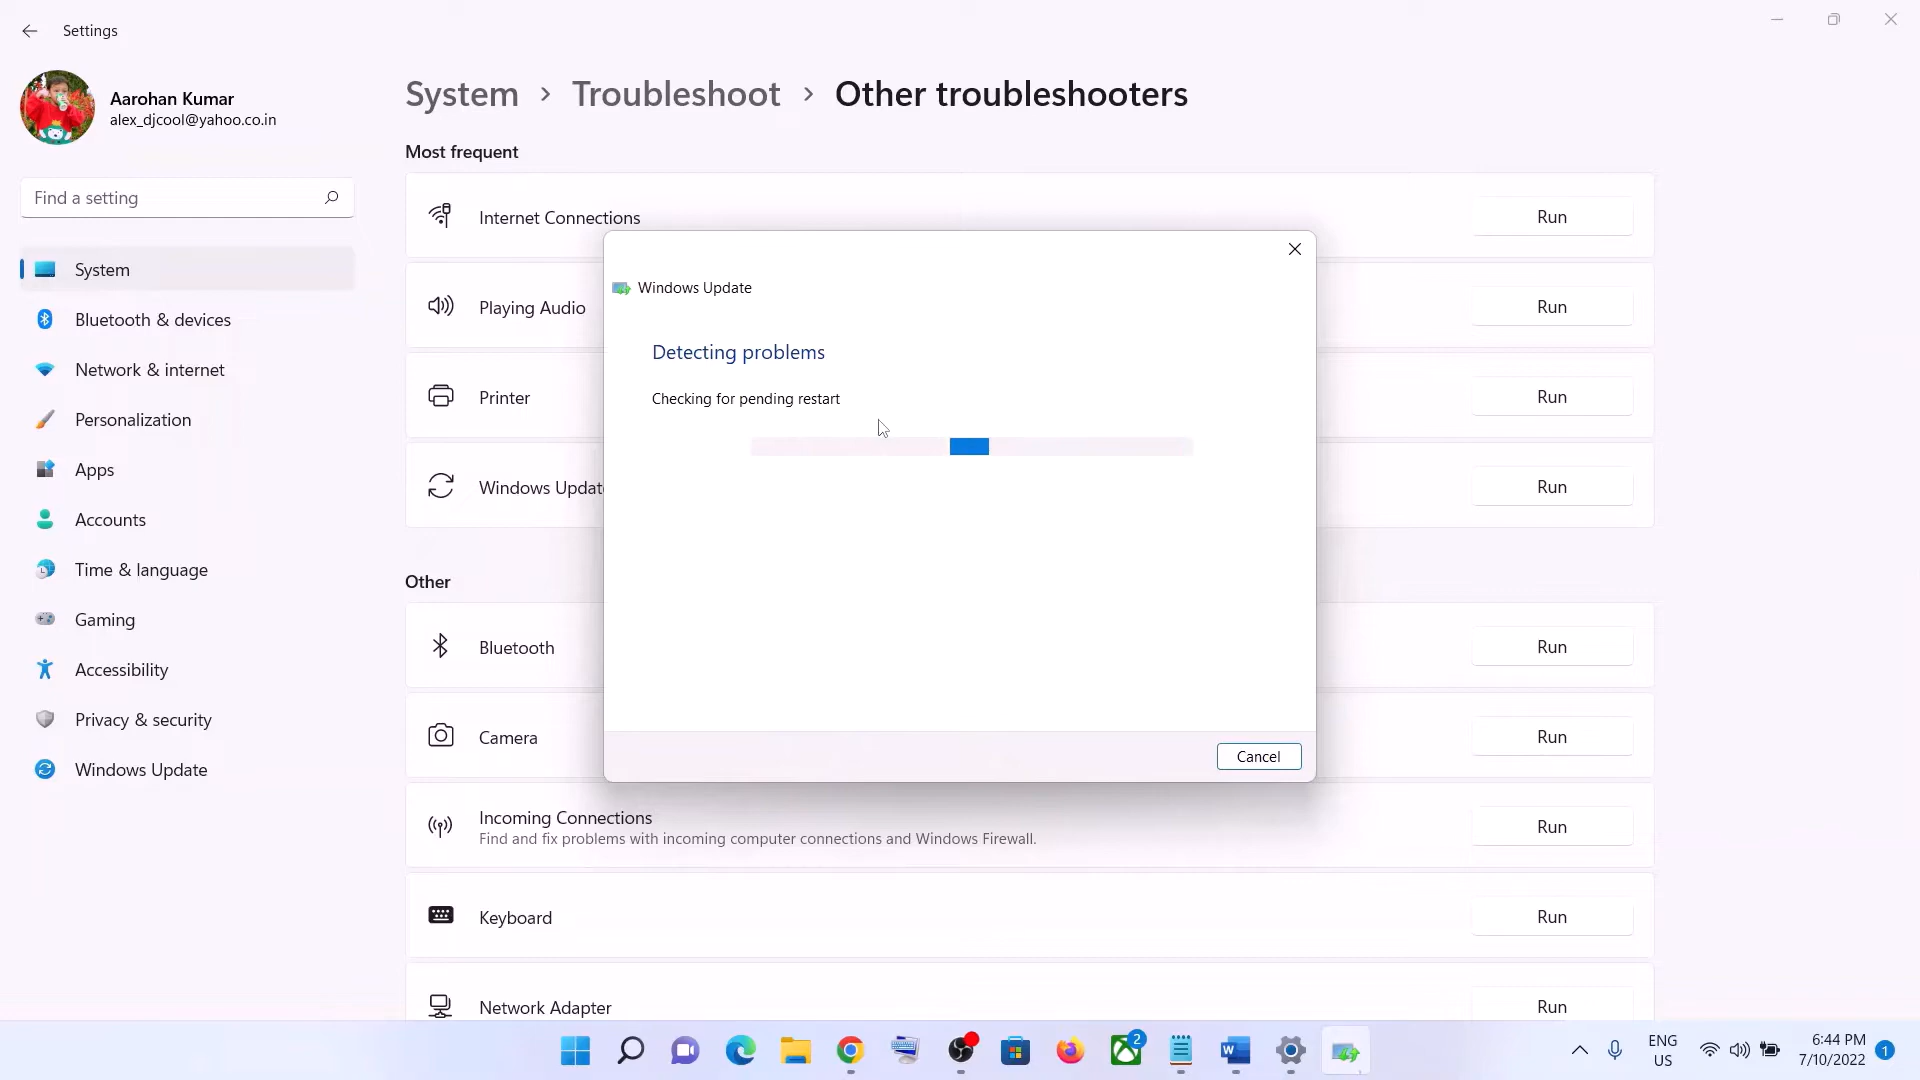 Settings
Aarohan Kumar
alex_djcool@yahoo.co.in
Find a setting
System
Bluetooth & devices
Network & internet
Personalization
Apps
Accounts
Time & language
Gaming
Accessibility
Privacy & security
Windows Update
System > Troubleshoot > Other troubleshooters
Most frequent
Internet Connections
Run
Playing Audio
Run
Printer
Run
Windows Update
Run
Other
Bluetooth
Run
Camera
Run
Incoming Connections
Find and fix problems with incoming computer connections and Windows Firewall.
Run
Keyboard
Run
Network Adapter
Run
Windows Update
Detecting problems
Checking for pending restart
Cancel
2
ENG
US
6:44 PM
7/10/2022
1